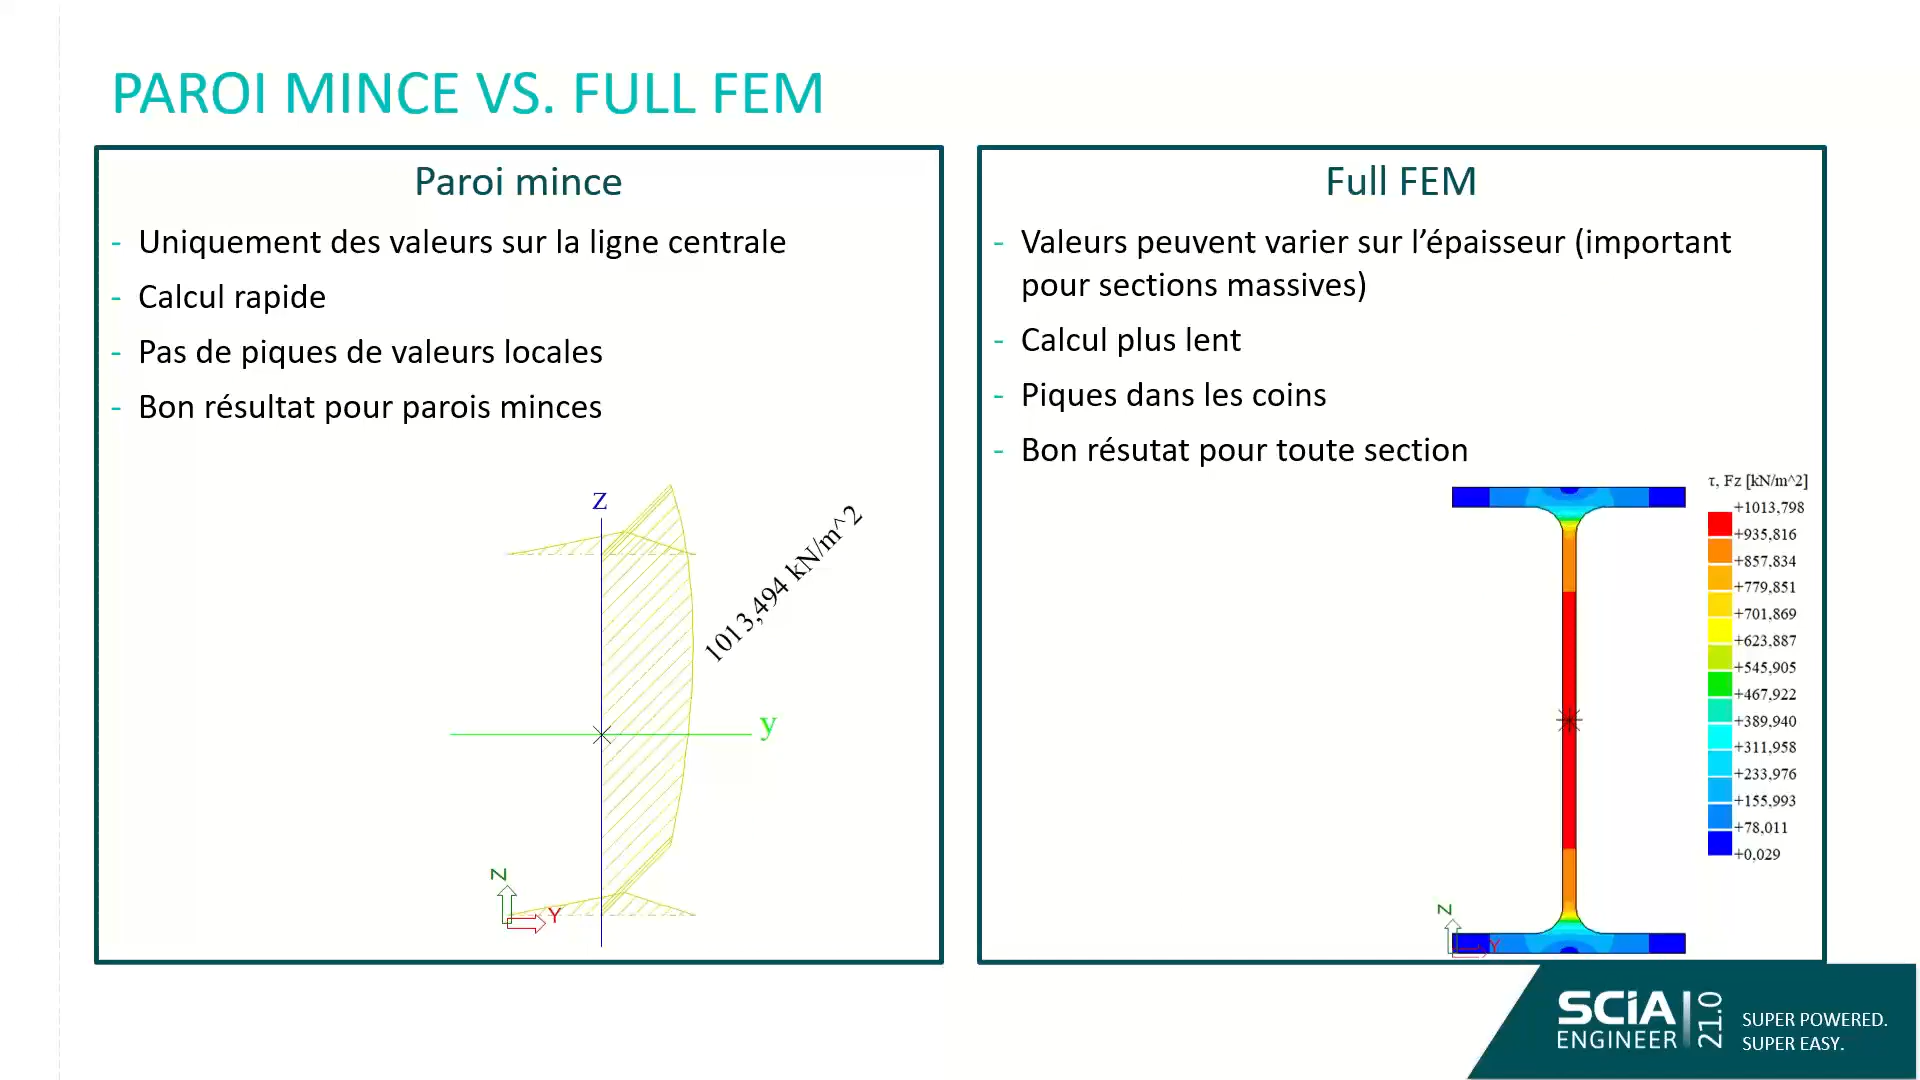 PAROI MINCE VS. FULL FEM
Paroi mince
- Uniquement des valeurs sur la ligne centrale
- Calcul rapide
- Pas de piques de valeurs locales
- Bon résultat pour parois minces
z
1013,494 kN/m^2
y
Z
Y
Full FEM
- Valeurs peuvent varier sur l’épaisseur (important
pour sections massives)
- Calcul plus lent
- Piques dans les coins
- Bon résutat pour toute section
τ, Fz [kN/m^2]
+1013,798
+935,816
+857,834
+779,851
+701,869
+623,887
+545,905
+467,922
+389,940
+311,958
+233,976
+155,993
+78,011
+0,029
Z
Y
SCIA
ENGINEER
21.0
SUPER POWERED.
SUPER EASY.